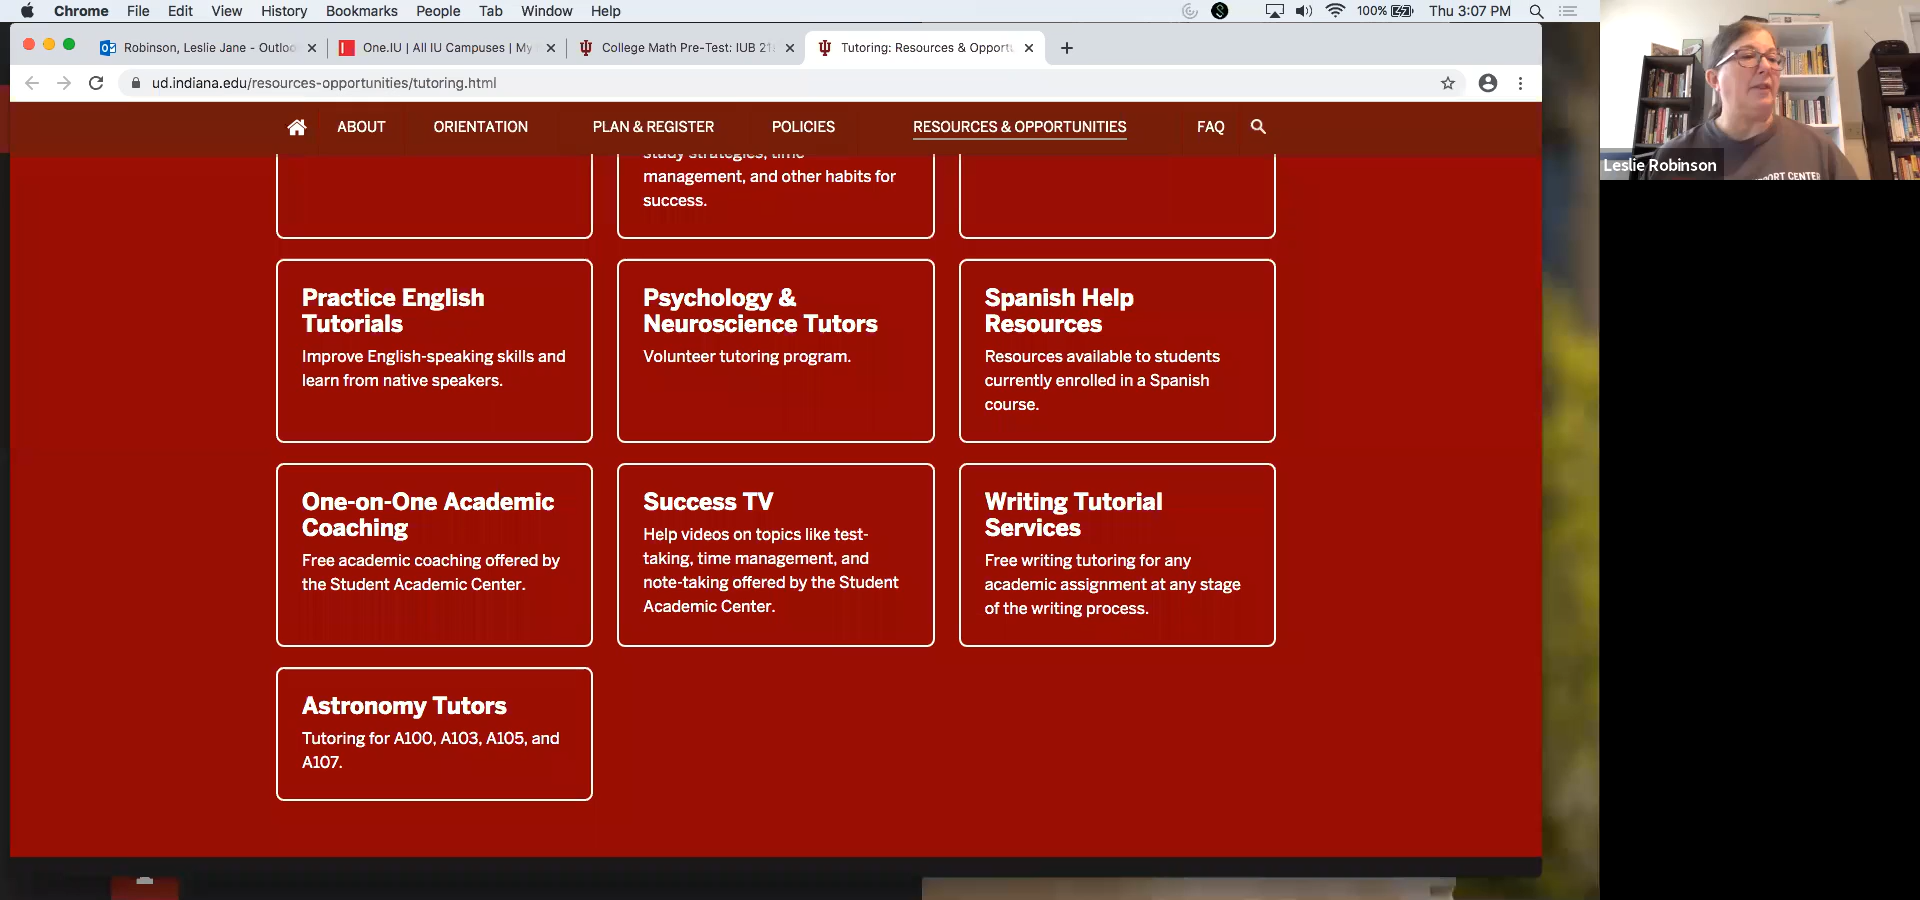 Chrome File Edit View History Bookmarks People Tab Window Help 100% Thu 3:07 PM
Robinson, Leslie Jane - Outlo
One.IU | All IU Campuses | My
College Math Pre-Test: IUB 21
Tutoring: Resources & Opport
ud.indiana.edu/resources-opportunities/tutoring.html
ABOUT ORIENTATION PLAN & REGISTER POLICIES RESOURCES & OPPORTUNITIES FAQ
study strategies, time
management, and other habits for
success.
Practice English
Tutorials
Improve English-speaking skills and
learn from native speakers.
Psychology &
Neuroscience Tutors
Volunteer tutoring program.
Spanish Help
Resources
Resources available to students
currently enrolled in a Spanish
course.
One-on-One Academic
Coaching
Free academic coaching offered by
the Student Academic Center.
Success TV
Help videos on topics like test-
taking, time management, and
note-taking offered by the Student
Academic Center.
Writing Tutorial
Services
Free writing tutoring for any
academic assignment at any stage
of the writing process.
Astronomy Tutors
Tutoring for A100, A103, A105, and
A107.
Leslie Robinson
PORT CENTER